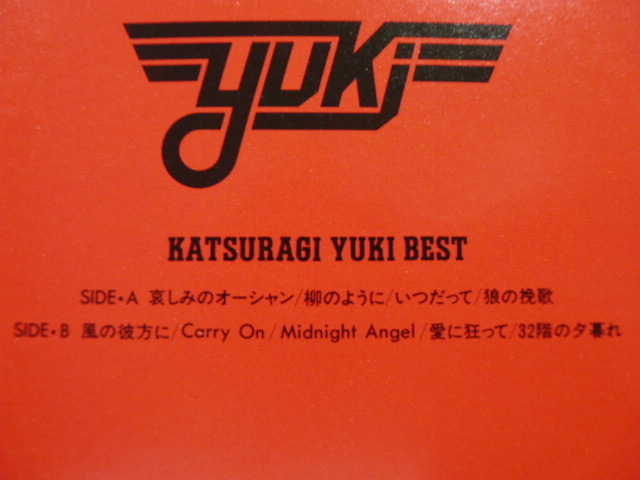 yuki
KATSURAGI YUKI BEST
SIDE・A 哀しみのオーシャン/柳のように/いつだって/狼の挽歌
SIDE・B 風の彼方に/Carry On/Midnight Angel/愛に狂って/32階の夕暮れ